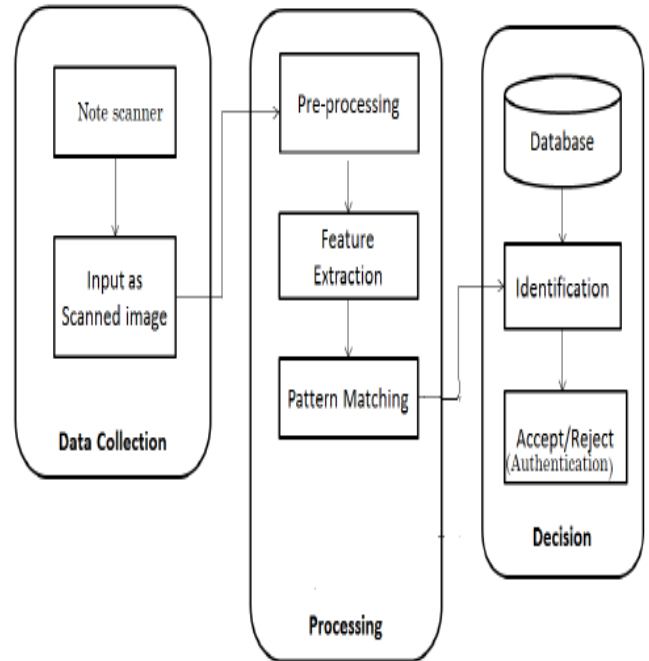 Note scanner
Input as
Scanned image
Data Collection
Pre-processing
Feature
Extraction
Pattern Matching
Processing
Database
Identification
Accept/Reject
(Authentication)
Decision